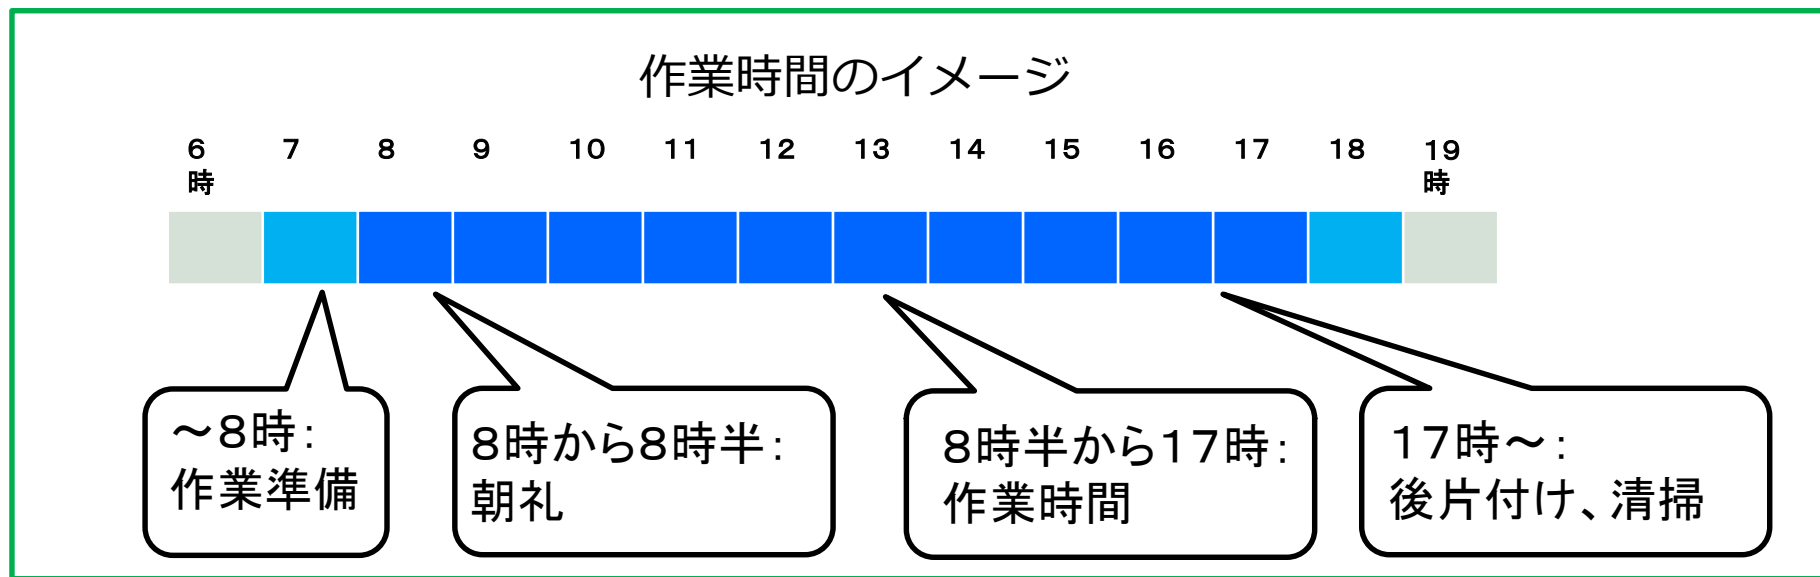 作業時間のイメージ
6時 7 8 9 10 11 12 13 14 15 16 17 18 19時
～8時：
作業準備
8時から8時半：
朝礼
8時半から17時：
作業時間
17時～：
後片付け、清掃